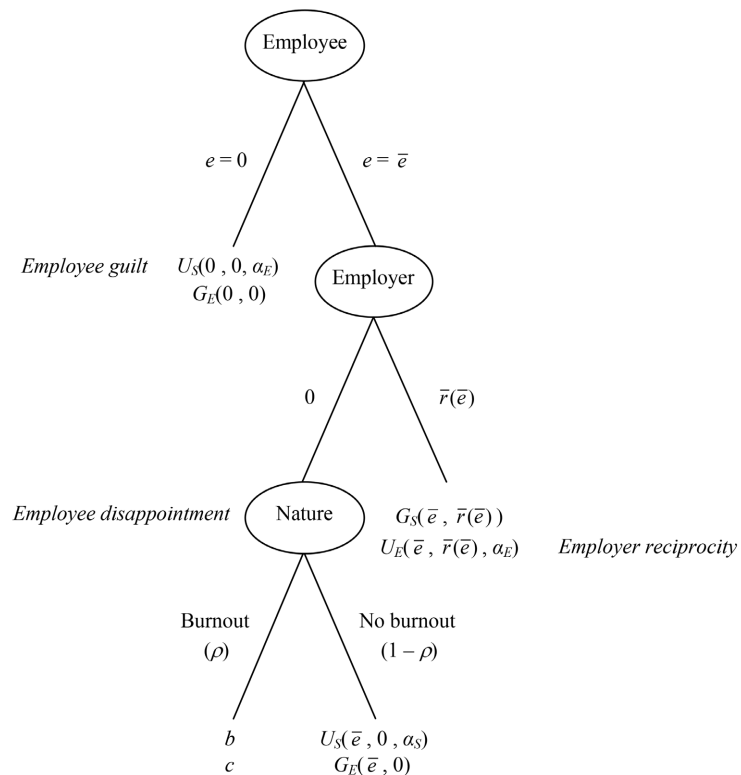 Employee
e = 0
e = e̅
Employee guilt
U_S(0 , 0, α_E)
G_E(0 , 0)
Employer
0
r̅(e̅)
Employee disappointment
Nature
G_S(e̅ , r̅(e̅) )
U_E(e̅ , r̅(e̅) , α_E)
Employer reciprocity
Burnout
(ρ)
No burnout
(1 – ρ)
b
c
U_S(e̅ , 0 , α_S)
G_E(e̅ , 0)